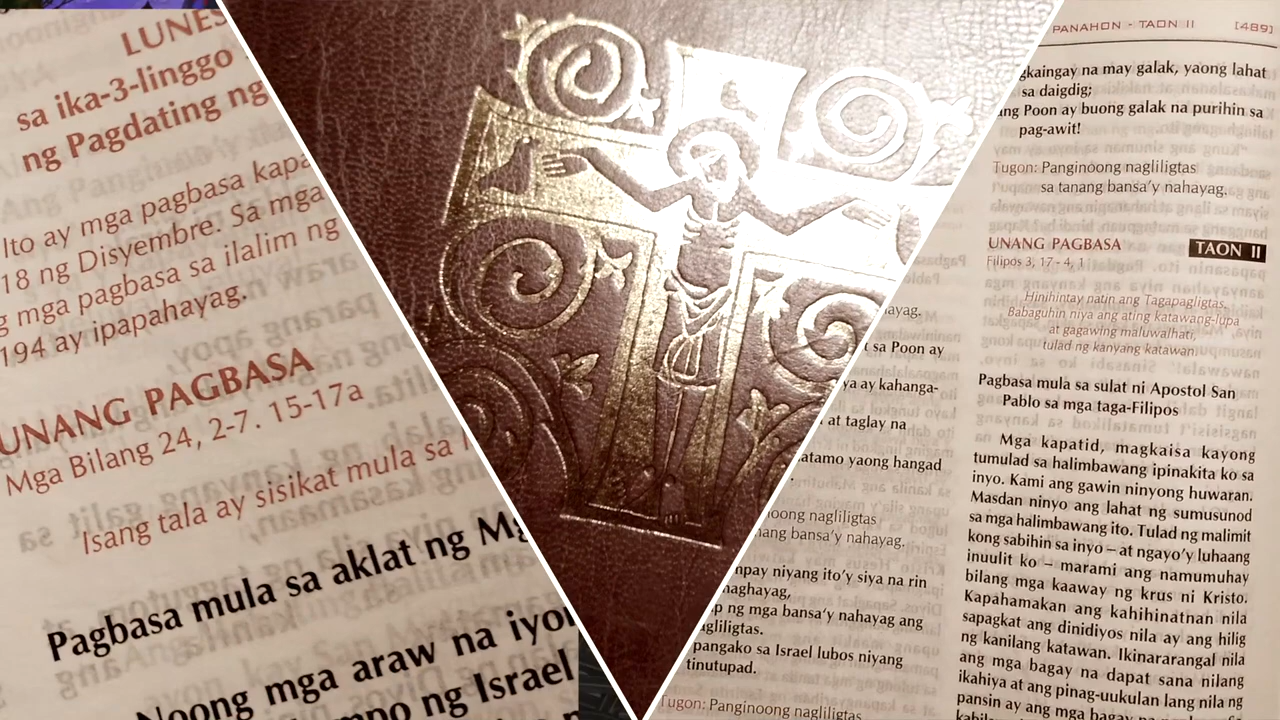 LUNES
sa ika-3-linggo
ng Pagdating ng
Ito ay mga pagbasa
18 ng Disyembre. Sa mga
mga pagbasa sa ilalim ng
194 ay ipapahayag.
UNANG PAGBASA
Mga Bilang 24, 2-7. 15-17a
Isang tala ay sisikat mula sa
Pagbasa mula sa aklat ng
Noong mga araw na
ng Israel
sa Poon ay
ya ay kahanga-
at taglay na
yaong hangad
nagliligtas
bansa'y nahayag.
niyang ito'y siya na rin
ng mga bansa'y nahayag ang
pangako sa Israel lubos niyang
tinutupad.
Tugon: Panginoong nagliligtas
PANAHON - TAON II [489]
na may galak, yaong lahat
sa daigdig;
ang Poon ay buong galak na purihin sa
pag-awit!
Tugon: Panginoong nagliligtas
sa tanang bansa'y nahayag.
UNANG PAGBASA TAON II
Filipos 3, 17 - 4, 1
Hinihintay natin ang Tagapagligtas.
Babaguhin niya ang ating katawang-lupa
at gagawing maluwalhati,
tulad ng kanyang katawan.
Pagbasa mula sa sulat ni Apostol San
Pablo sa mga taga-Filipos
Mga kapatid, magkaisa kayong
tumulad sa halimbawang ipinakita ko sa
inyo. Kami ang gawin ninyong huwaran.
Masdan ninyo ang lahat ng sumusunod
sa mga halimbawang ito. Tulad ng malimit
kong sabihin sa inyo – at ngayo'y luhaang
inuulit ko – marami ang namumuhay
bilang mga kaaway ng krus ni Kristo.
Kapahamakan ang kahihinatnan nila
sapagkat ang dinidiyos nila ay ang hilig
ng kanilang katawan. Ikinararangal nila
ang mga bagay na dapat sana nilang
ikahiya at ang pinag-uukulan lang nila ng
pansin ay ang mga bagay